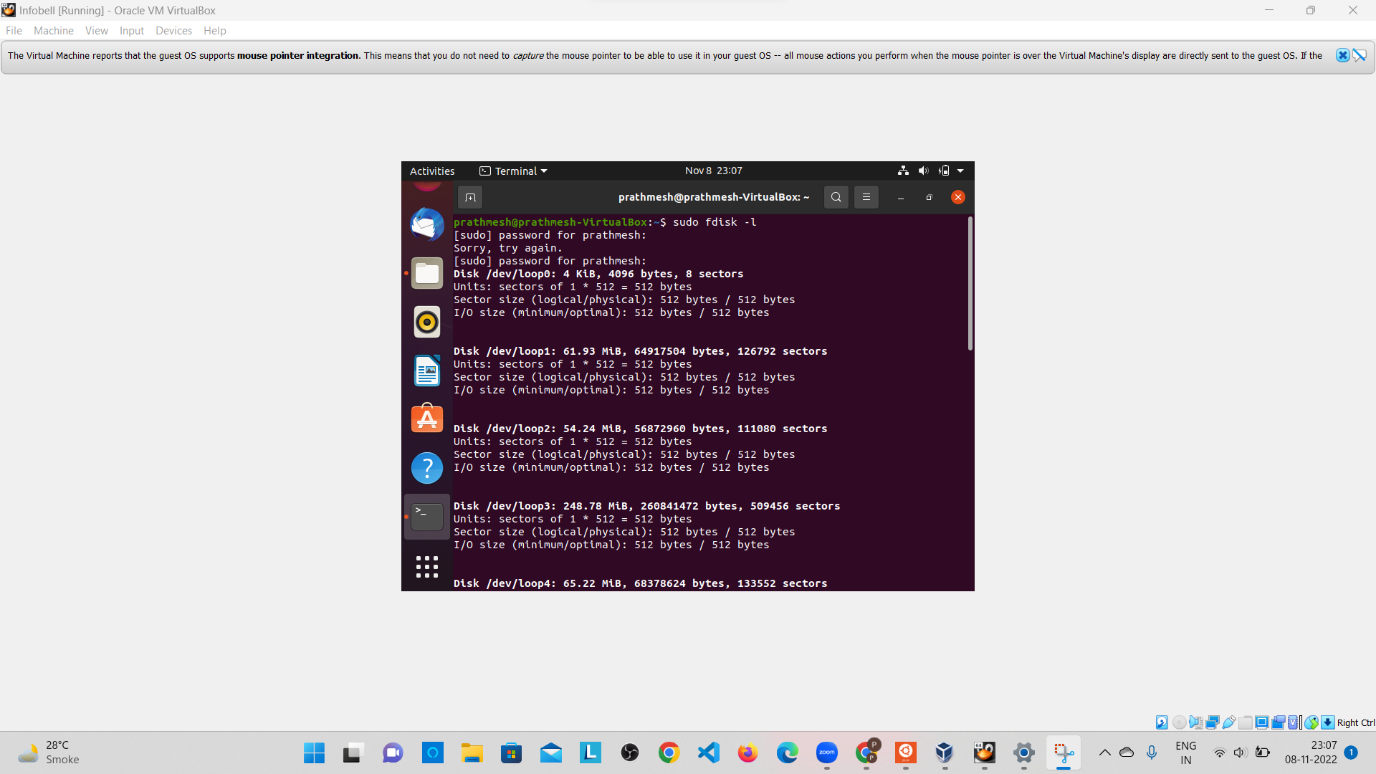 Infobell [Running] - Oracle VM VirtualBox
File Machine View Input Devices Help
The Virtual Machine reports that the guest OS supports mouse pointer integration. This means that you do not need to capture the mouse pointer to be able to use it in your guest OS -- all mouse actions you perform when the mouse pointer is over the Virtual Machine's display are directly sent to the guest OS. If the
Activities Terminal Nov 8 23:07
prathmesh@prathmesh-VirtualBox: ~
prathmesh@prathmesh-VirtualBox:~$ sudo fdisk -l
[sudo] password for prathmesh:
Sorry, try again.
[sudo] password for prathmesh:
Disk /dev/loop0: 4 KiB, 4096 bytes, 8 sectors
Units: sectors of 1 * 512 = 512 bytes
Sector size (logical/physical): 512 bytes / 512 bytes
I/O size (minimum/optimal): 512 bytes / 512 bytes
Disk /dev/loop1: 61.93 MiB, 64917504 bytes, 126792 sectors
Units: sectors of 1 * 512 = 512 bytes
Sector size (logical/physical): 512 bytes / 512 bytes
I/O size (minimum/optimal): 512 bytes / 512 bytes
Disk /dev/loop2: 54.24 MiB, 56872960 bytes, 111080 sectors
Units: sectors of 1 * 512 = 512 bytes
Sector size (logical/physical): 512 bytes / 512 bytes
I/O size (minimum/optimal): 512 bytes / 512 bytes
Disk /dev/loop3: 248.78 MiB, 260841472 bytes, 509456 sectors
Units: sectors of 1 * 512 = 512 bytes
Sector size (logical/physical): 512 bytes / 512 bytes
I/O size (minimum/optimal): 512 bytes / 512 bytes
Disk /dev/loop4: 65.22 MiB, 68378624 bytes, 133552 sectors
Right Ctrl
28°C
Smoke
zoom
ENG
IN
23:07
08-11-2022
1